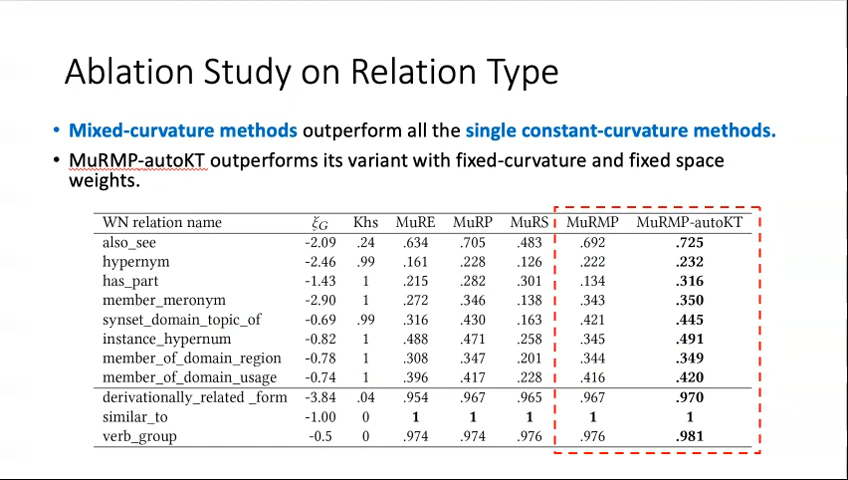 Ablation Study on Relation Type
• Mixed-curvature methods outperform all the single constant-curvature methods.
• MuRMP-autoKT outperforms its variant with fixed-curvature and fixed space
weights.
WN relation name ξG Khs MuRE MuRP MuRS MuRMP MuRMP-autoKT
also_see -2.09 .24 .634 .705 .483 .692 .725
hypernym -2.46 .99 .161 .228 .126 .222 .232
has_part -1.43 1 .215 .282 .301 .134 .316
member_meronym -2.90 1 .272 .346 .138 .343 .350
synset_domain_topic_of -0.69 .99 .316 .430 .163 .421 .445
instance_hypernum -0.82 1 .488 .471 .258 .345 .491
member_of_domain_region -0.78 1 .308 .347 .201 .344 .349
member_of_domain_usage -0.74 1 .396 .417 .228 .416 .420
derivationally_related _form -3.84 .04 .954 .967 .965 .967 .970
similar_to -1.00 0 1 1 1 1 1
verb_group -0.5 0 .974 .974 .976 .976 .981